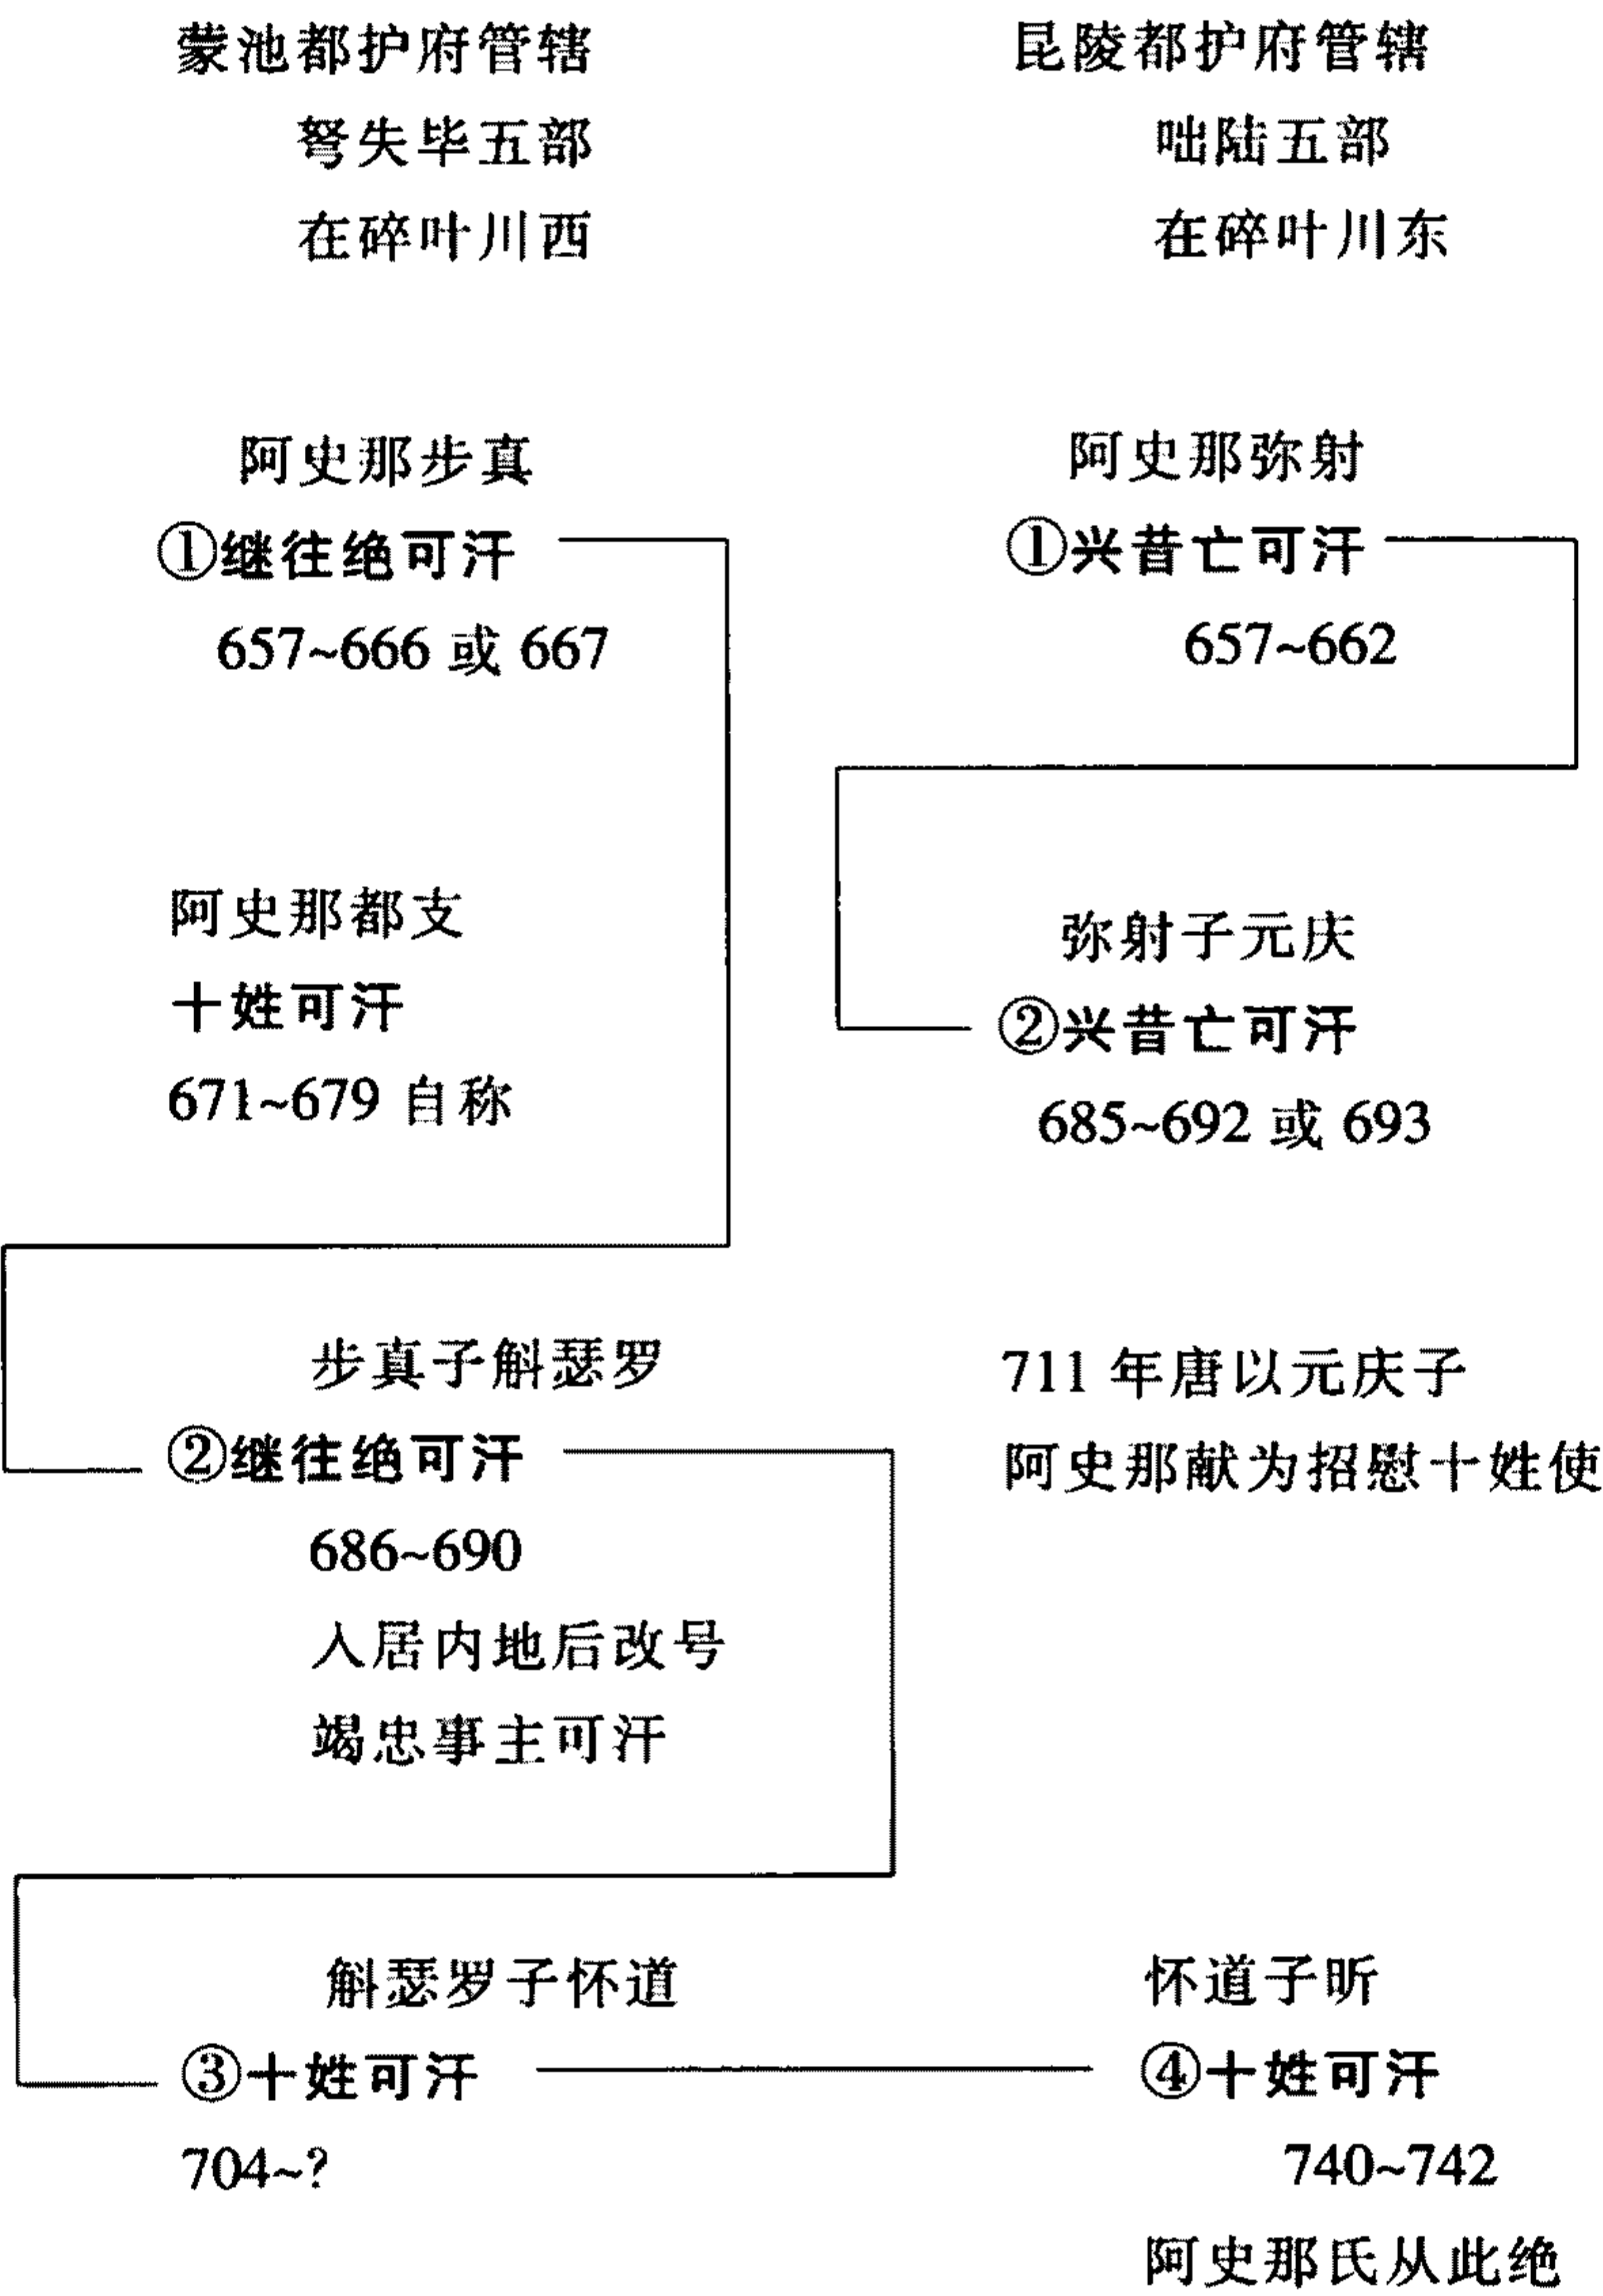 蒙池都护府管辖
弩失毕五部
在碎叶川西
昆陵都护府管辖
咄陆五部
在碎叶川东
阿史那步真
①继往绝可汗
657~666 或 667
阿史那弥射
①兴昔亡可汗
657~662
阿史那都支
十姓可汗
671~679 自称
弥射子元庆
②兴昔亡可汗
685~692 或 693
步真子斛瑟罗
②继往绝可汗
686~690
入居内地后改号
竭忠事主可汗
711 年唐以元庆子
阿史那献为招慰十姓使
斛瑟罗子怀道
③十姓可汗
704~?
怀道子昕
④十姓可汗
740~742
阿史那氏从此绝